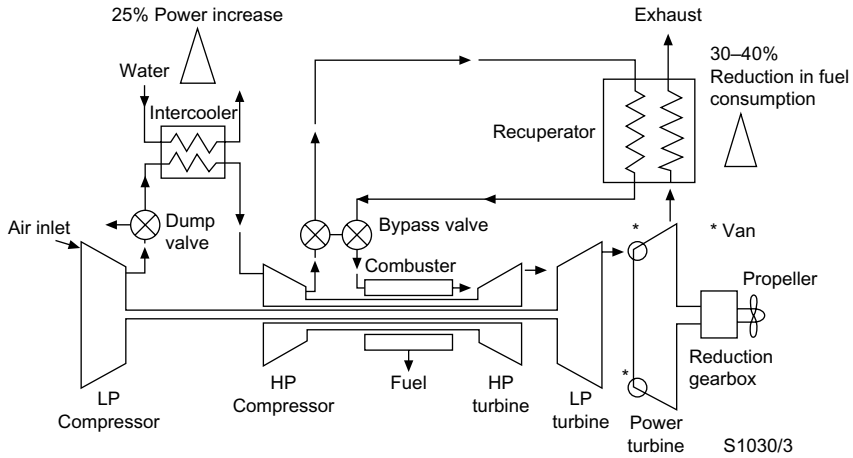 25% Power increase
Exhaust
Water
30–40%
Reduction in fuel
consumption
Intercooler
Recuperator
Dump
valve
Bypass valve
* Van
Air inlet
*
Combuster
Propeller
Reduction
gearbox
*
Fuel
LP
Compressor
HP
Compressor
HP
turbine
LP
turbine
Power
turbine
S1030/3